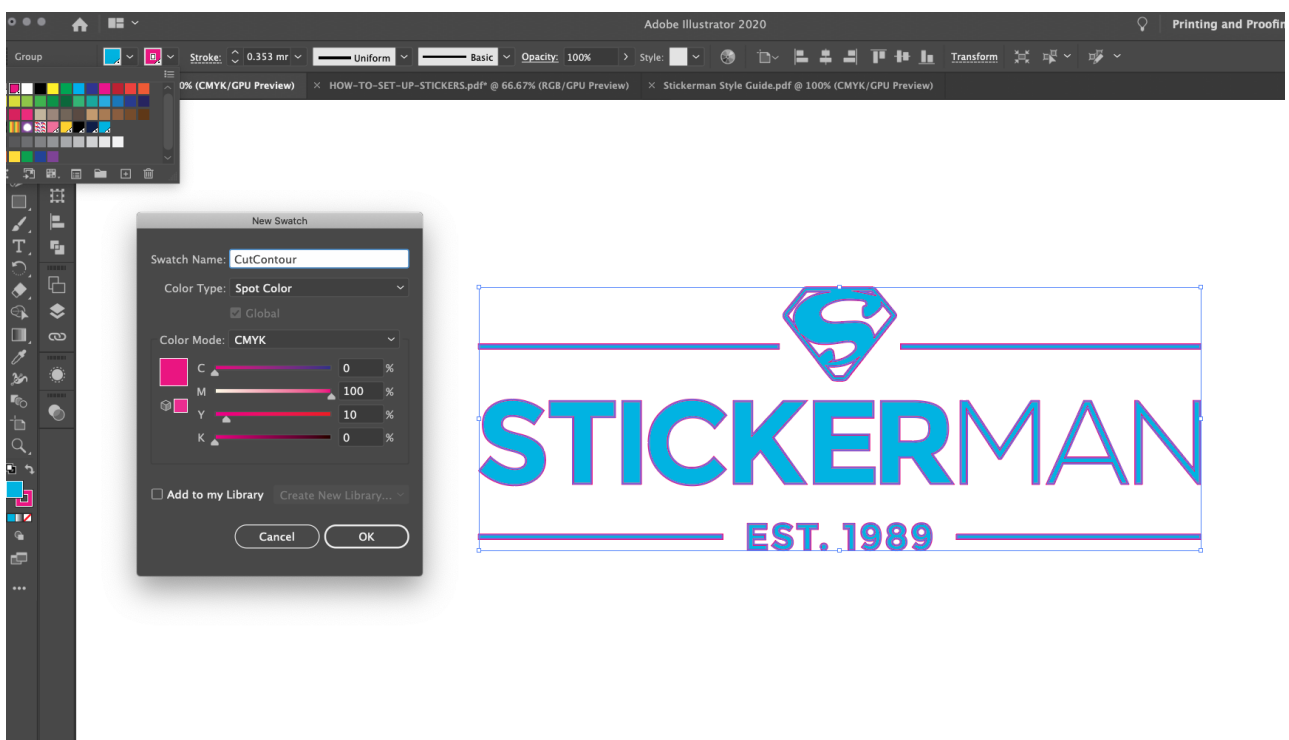 Adobe Illustrator 2020
Printing and Proofin
Group
Stroke: 0.353 mr Uniform Basic Opacity: 100% Style: Transform
0% (CMYK/GPU Preview) × HOW-TO-SET-UP-STICKERS.pdf* @ 66.67% (RGB/GPU Preview) × Stickerman Style Guide.pdf @ 100% (CMYK/GPU Preview)
New Swatch
Swatch Name: CutContour
Color Type: Spot Color
Global
Color Mode: CMYK
C 0 %
M 100 %
Y 10 %
K 0 %
Add to my Library Create New Library...
Cancel OK
S
STICKERMAN
EST. 1989